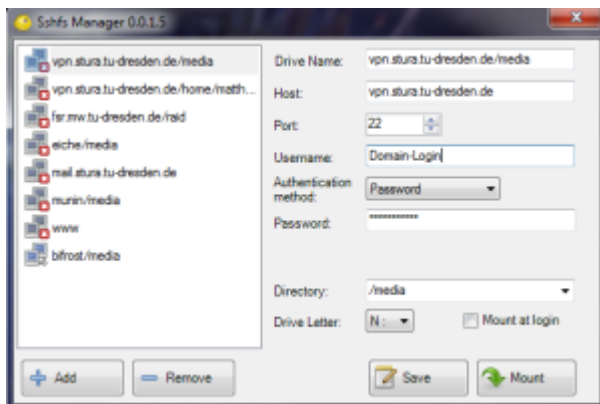 Sshfs Manager 0.0.1.5
vpn.stura.tu-dresden.de/media
vpn.stura.tu-dresden.de/home/matth...
fsr.mw.tu-dresden.de/raid
eiche/media
mail.stura.tu-dresden.de
munin/media
www
bifrost/media
Drive Name: vpn.stura.tu-dresden.de/media
Host: vpn.stura.tu-dresden.de
Port: 22
Username: Domain-Login
Authentication
method: Password
Password: ***********
Directory: /media
Drive Letter: N : Mount at login
Add Remove Save Mount